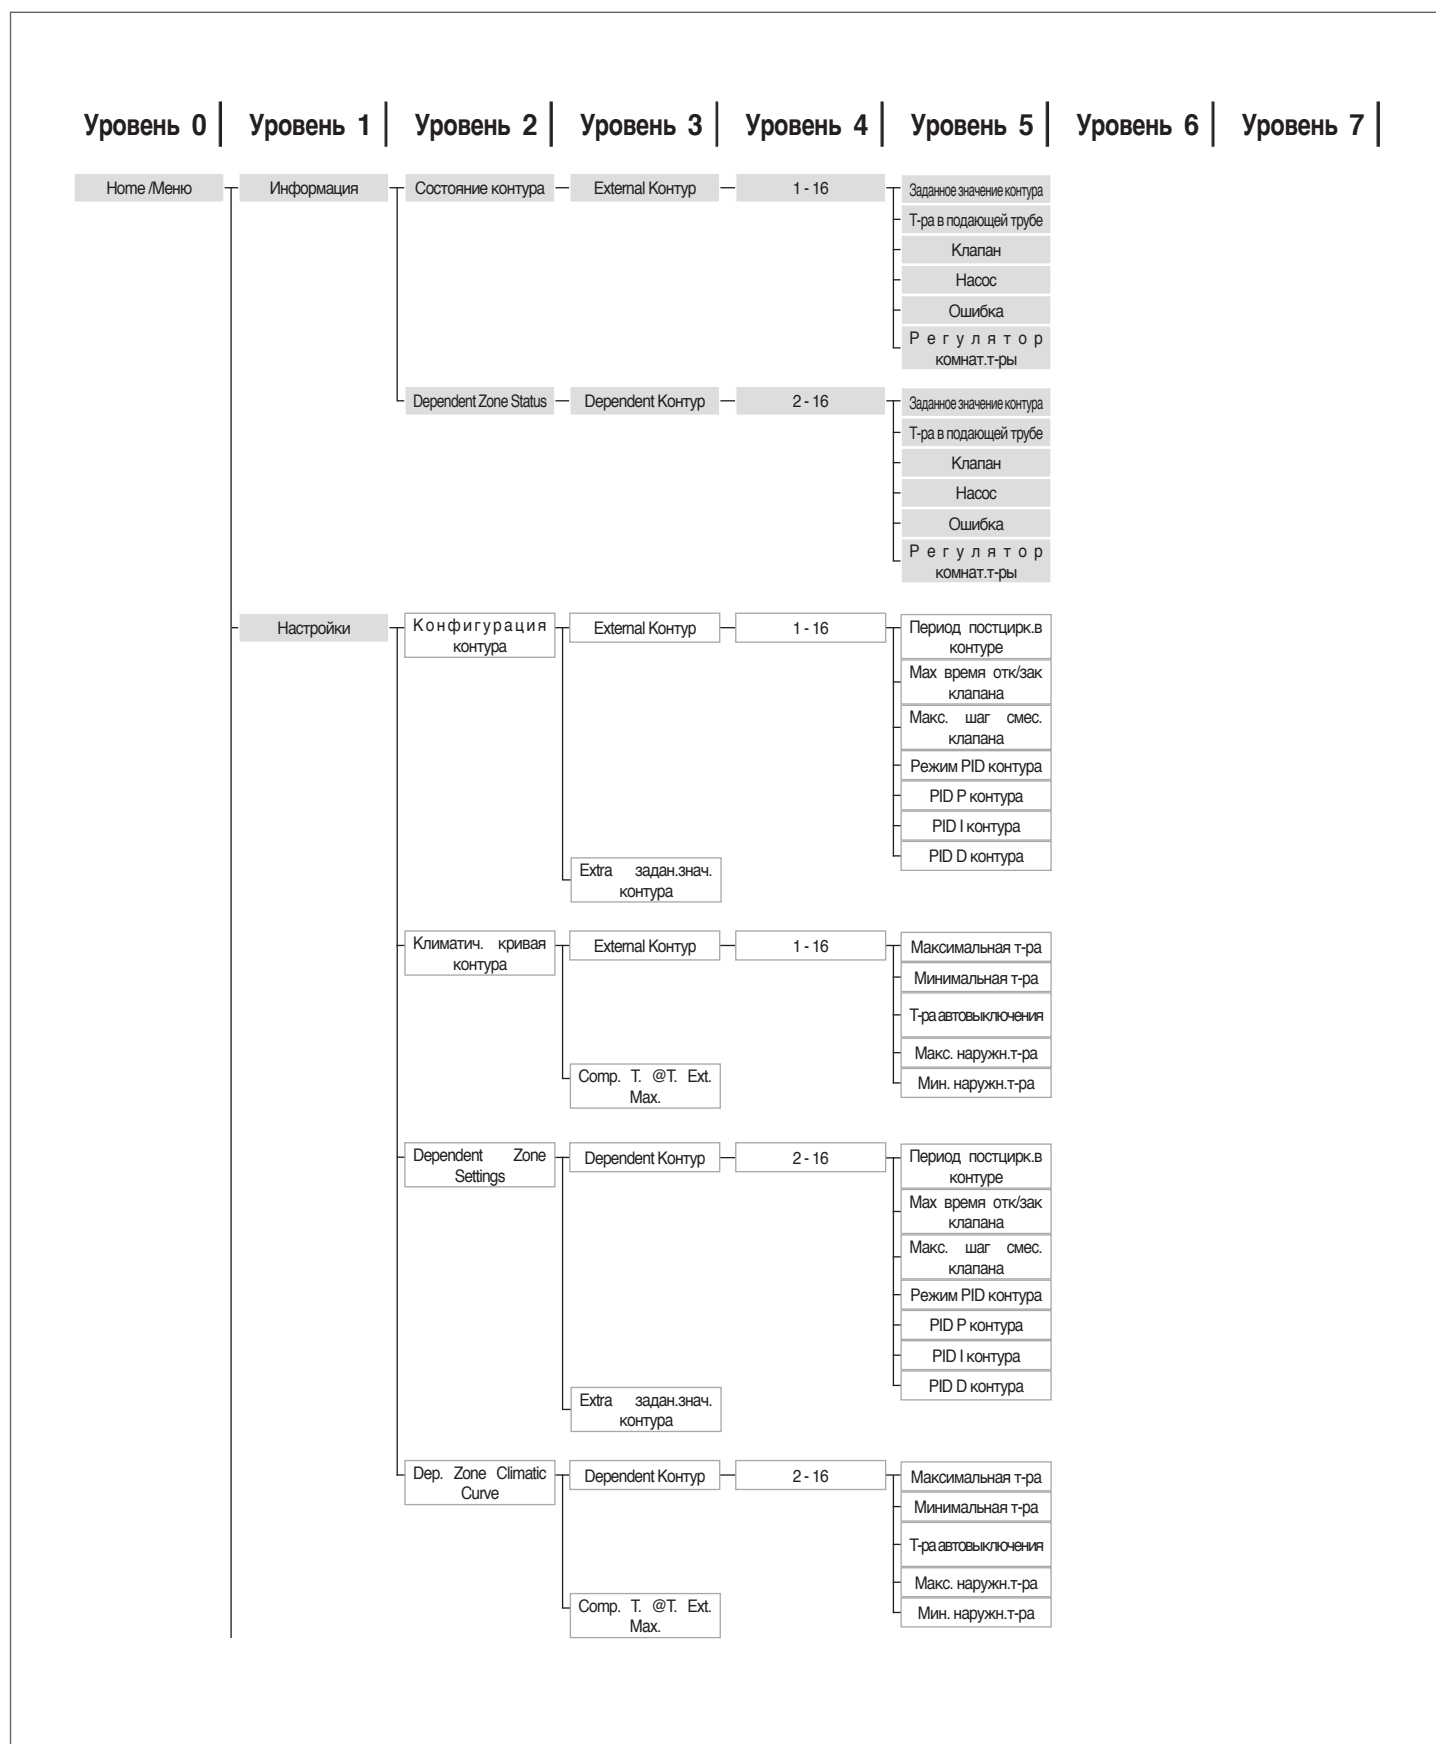 Уровень 0 Уровень 1 Уровень 2 Уровень 3 Уровень 4 Уровень 5 Уровень 6 Уровень 7
Home /Меню Информация Состояние контура External Контур 1 - 16 Заданное значение контура
Т-ра в подающей трубе
Клапан
Насос
Ошибка
Регулятор
комнат.т-ры
Dependent Zone Status Dependent Контур 2 - 16 Заданное значение контура
Т-ра в подающей трубе
Клапан
Насос
Ошибка
Регулятор
комнат.т-ры
Настройки Конфигурация External Контур 1 - 16 Период постцирк.в
контура контуре
Max время отк/зак
клапана
Макс. шаг смес.
клапана
Режим PID контура
PID P контура
PID I контура
PID D контура
Extra задан.знач.
контура
Климатич. кривая External Контур 1 - 16 Максимальная т-ра
контура
Минимальная т-ра
Т-ра автовыключения
Макс. наружн.т-ра
Comp. T. @T. Ext. Мин. наружн.т-ра
Max.
Dependent Zone Dependent Контур 2 - 16 Период постцирк.в
Settings контуре
Max время отк/зак
клапана
Макс. шаг смес.
клапана
Режим PID контура
PID P контура
PID I контура
PID D контура
Extra задан.знач.
контура
Dep. Zone Climatic Dependent Контур 2 - 16 Максимальная т-ра
Curve
Минимальная т-ра
Т-ра автовыключения
Макс. наружн.т-ра
Comp. T. @T. Ext. Мин. наружн.т-ра
Max.